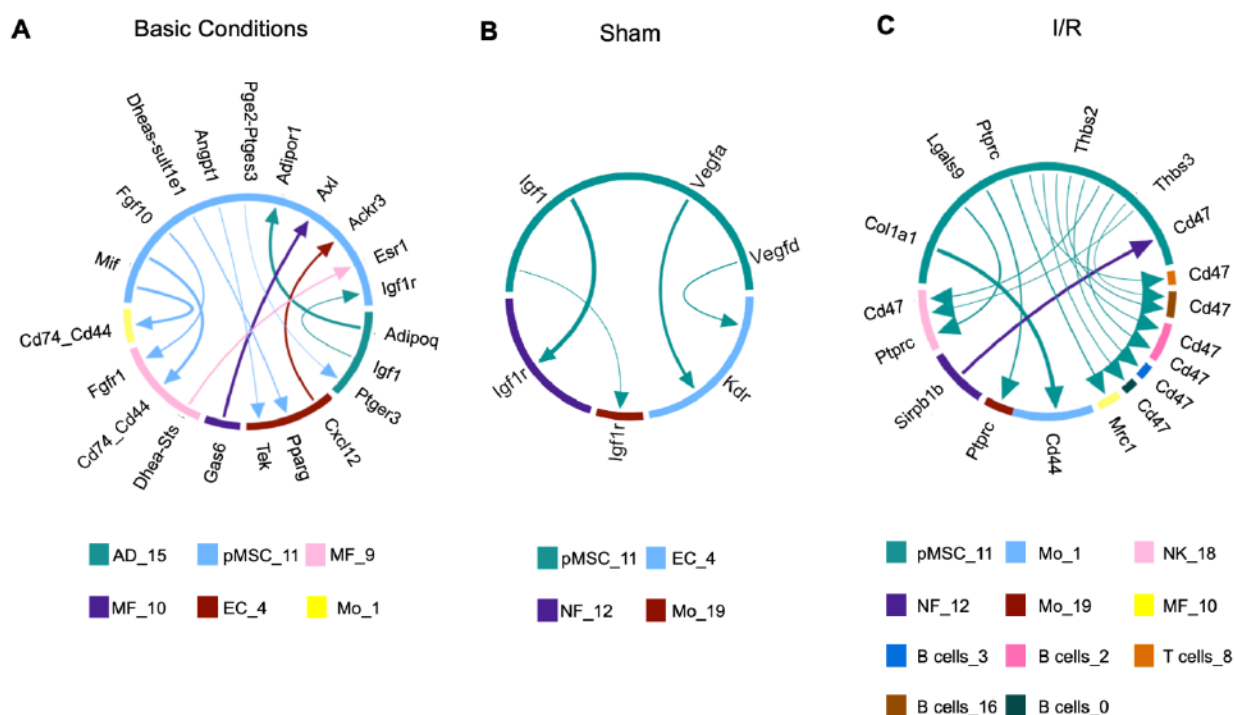 A
Basic Conditions
Pge2-Ptges3
Dheas-sult1e1
Angpt1
Adipor1
Fgf10
Axl
Ackr3
Mif
Esr1
Igf1r
Cd74_Cd44
Adipoq
Fgfr1
Igf1
Cd74_Cd44
Ptger3
Dhea-Sts
Gas6
Tek
Pparg
Cxcl12
AD_15
pMSC_11
MF_9
MF_10
EC_4
Mo_1
B
Sham
Igf1
Vegfa
Vegfd
Igf1r
Igf1r
Kdr
pMSC_11
EC_4
NF_12
Mo_19
C
I/R
Lgals9
Ptprc
Thbs2
Thbs3
Col1a1
Cd47
Cd47
Cd47
Cd47
Cd47
Cd47
Cd47
Ptprc
Sirpb1b
Ptprc
Cd44
Mrc1
pMSC_11
Mo_1
NK_18
NF_12
Mo_19
MF_10
B cells_3
B cells_2
T cells_8
B cells_16
B cells_0